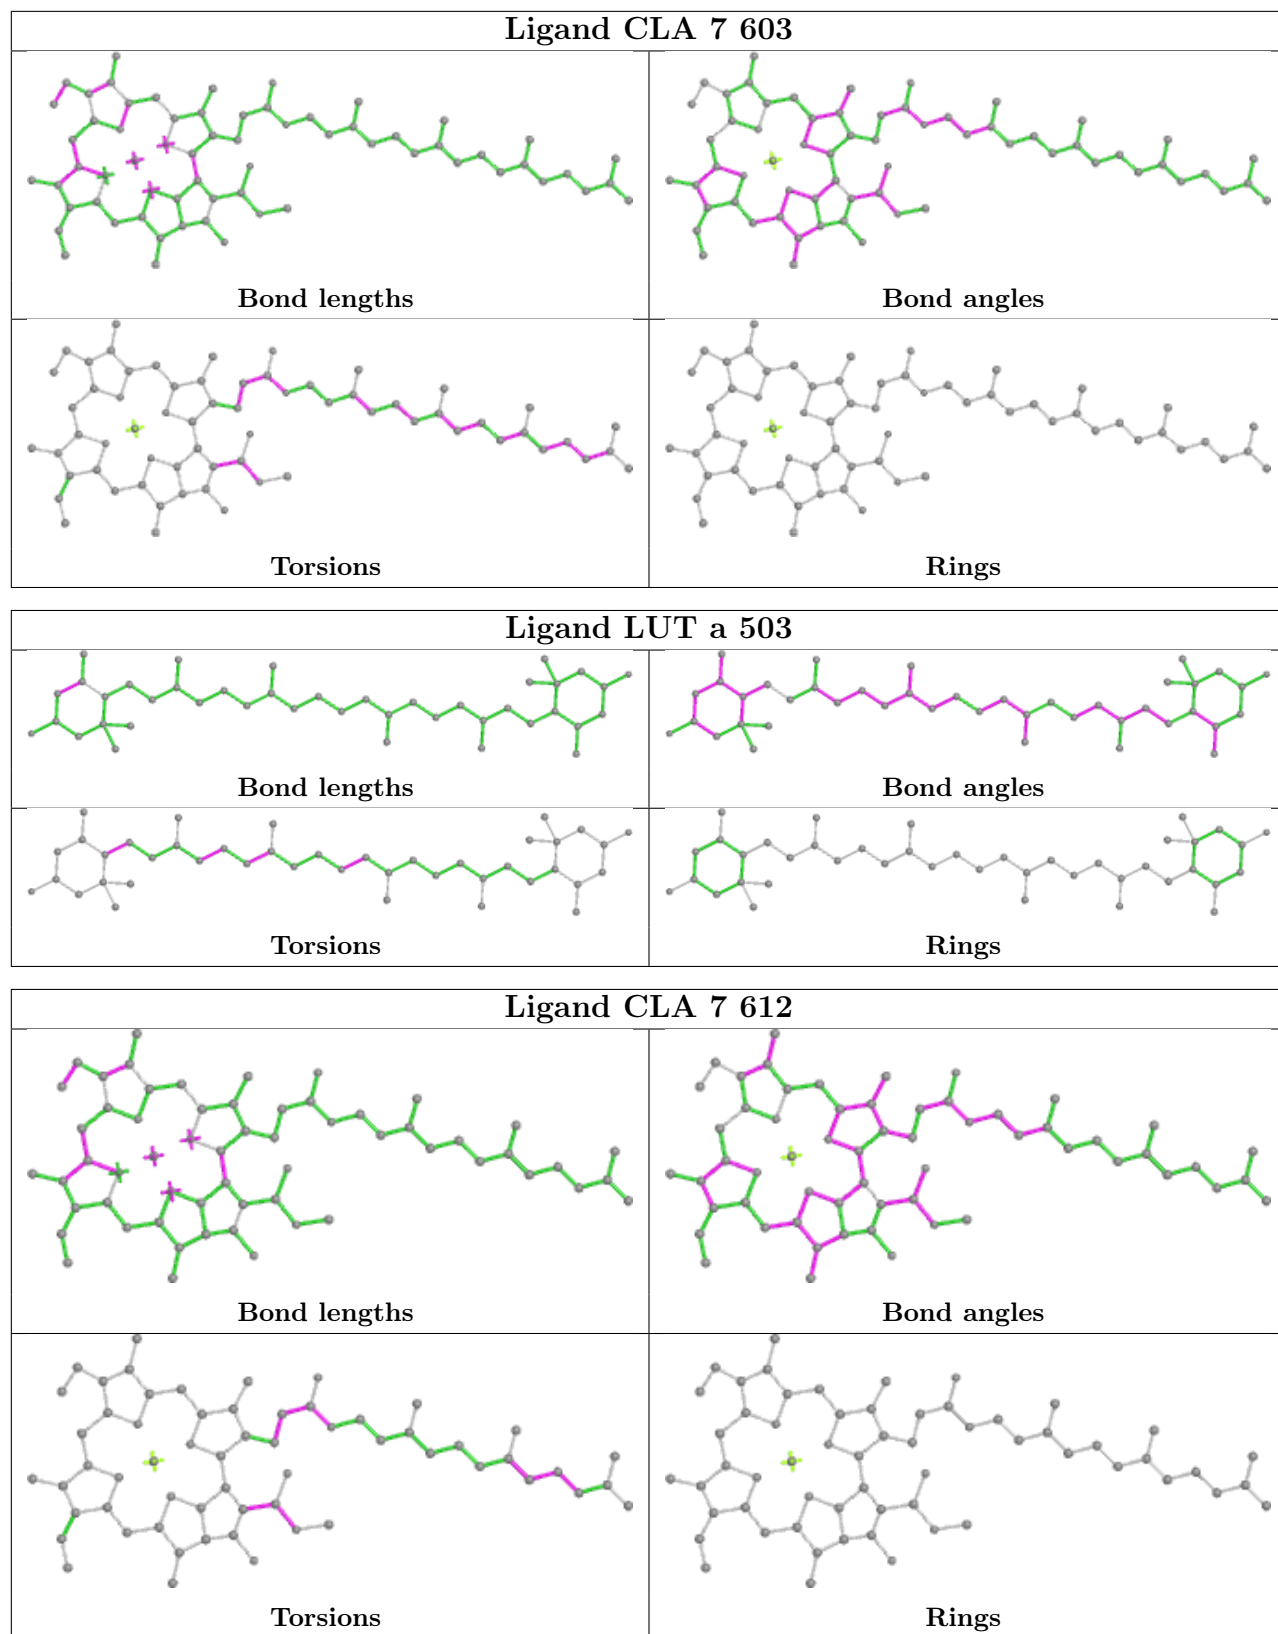 Ligand CLA 7 603
Bond lengths
Bond angles
Torsions
Rings
Ligand LUT a 503
Bond lengths
Bond angles
Torsions
Rings
Ligand CLA 7 612
Bond lengths
Bond angles
Torsions
Rings